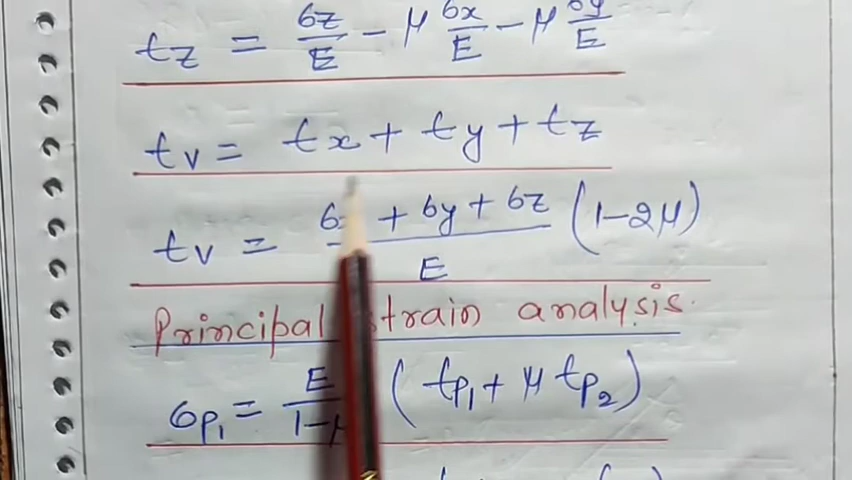 tz = 6z/E - μ 6x/E - μ 6y/E
tv = tx + ty + tz
tv = 6 + 6y + 6z / E (1-2μ)
Principal strain analysis.
6p₁ = E/1-μ (tp₁ + μ tp₂)